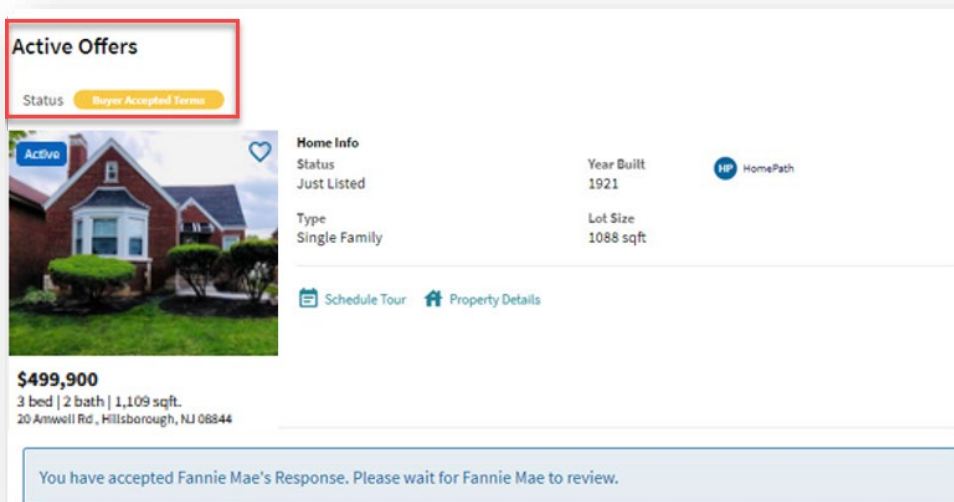 Active Offers
Status Buyer Accepted Terms
Active
Home Info
Status Year Built HP HomePath
Just Listed 1921
Type Lot Size
Single Family 1088 sqft
Schedule Tour Property Details
$499,900
3 bed | 2 bath | 1,109 sqft.
20 Amwell Rd., Hillsborough, NJ 08844
You have accepted Fannie Mae's Response. Please wait for Fannie Mae to review.